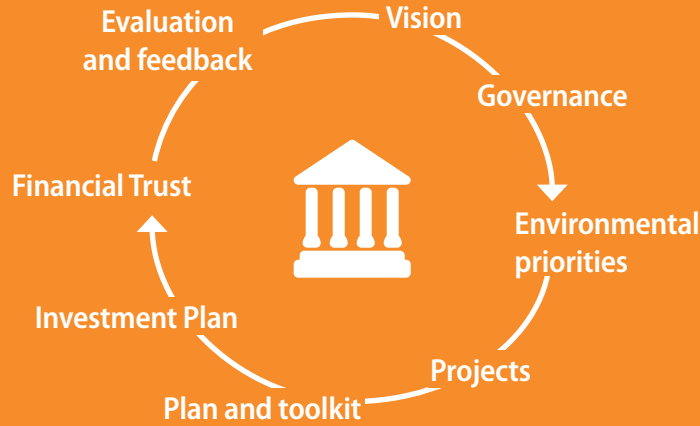 Vision
Governance
Environmental
priorities
Projects
Plan and toolkit
Investment Plan
Financial Trust
Evaluation
and feedback